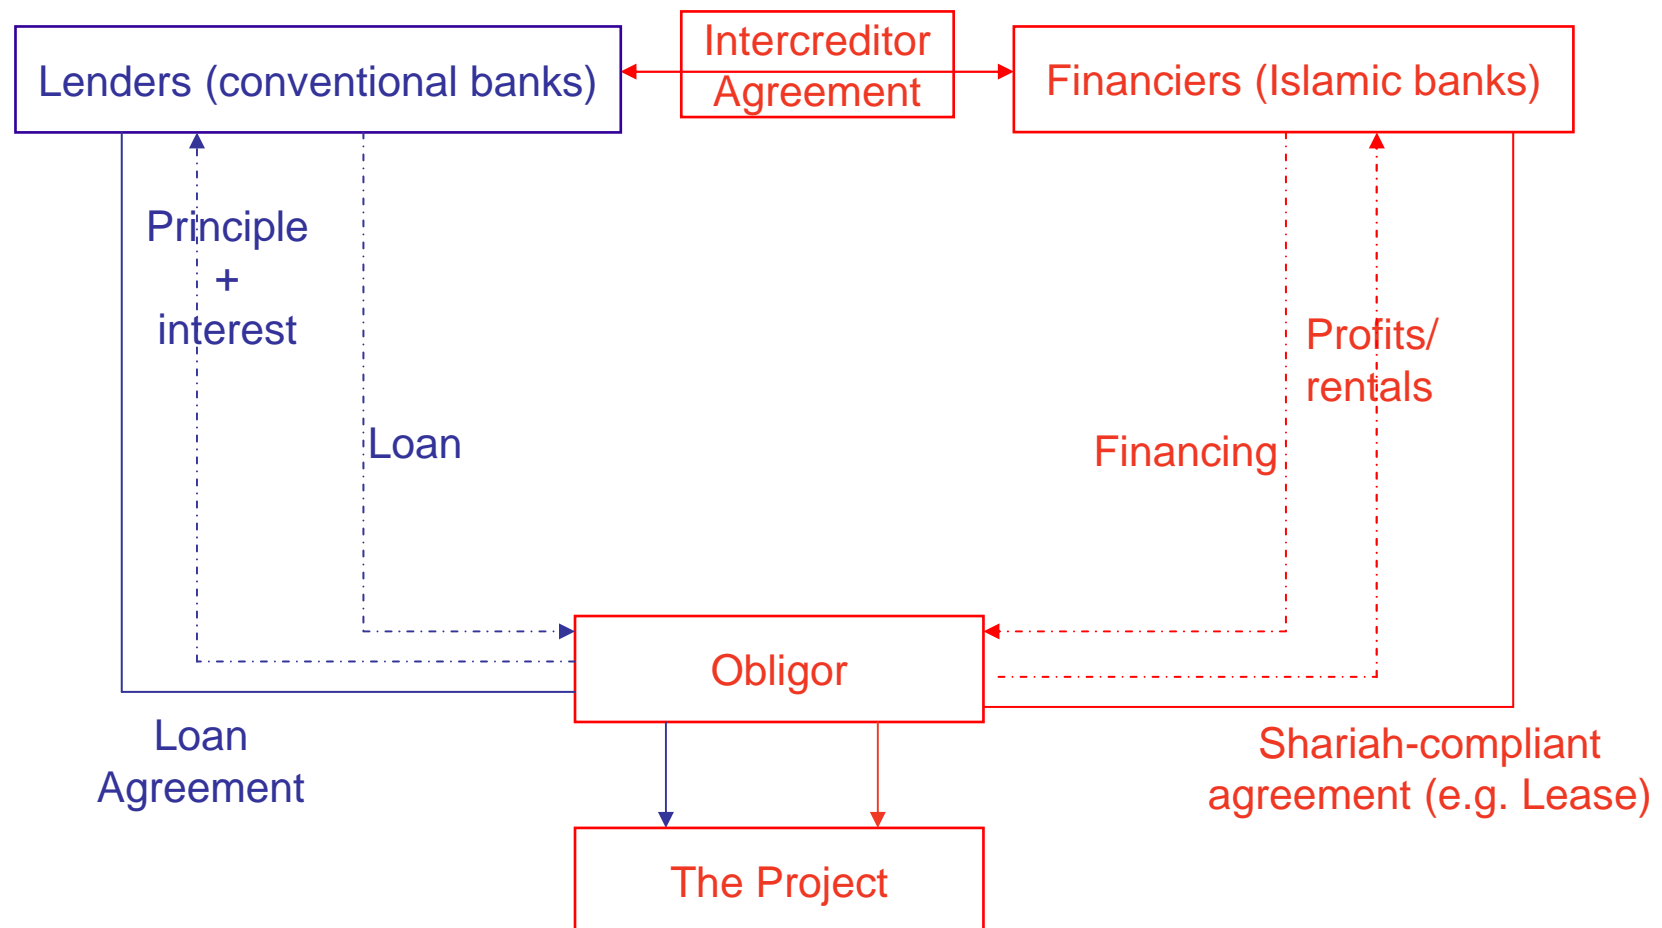 Intercreditor
Agreement
Lenders (conventional banks)
Financiers (Islamic banks)
Principle
+
interest
Loan
Profits/
rentals
Financing
Obligor
Loan
Agreement
Shariah-compliant
agreement (e.g. Lease)
The Project